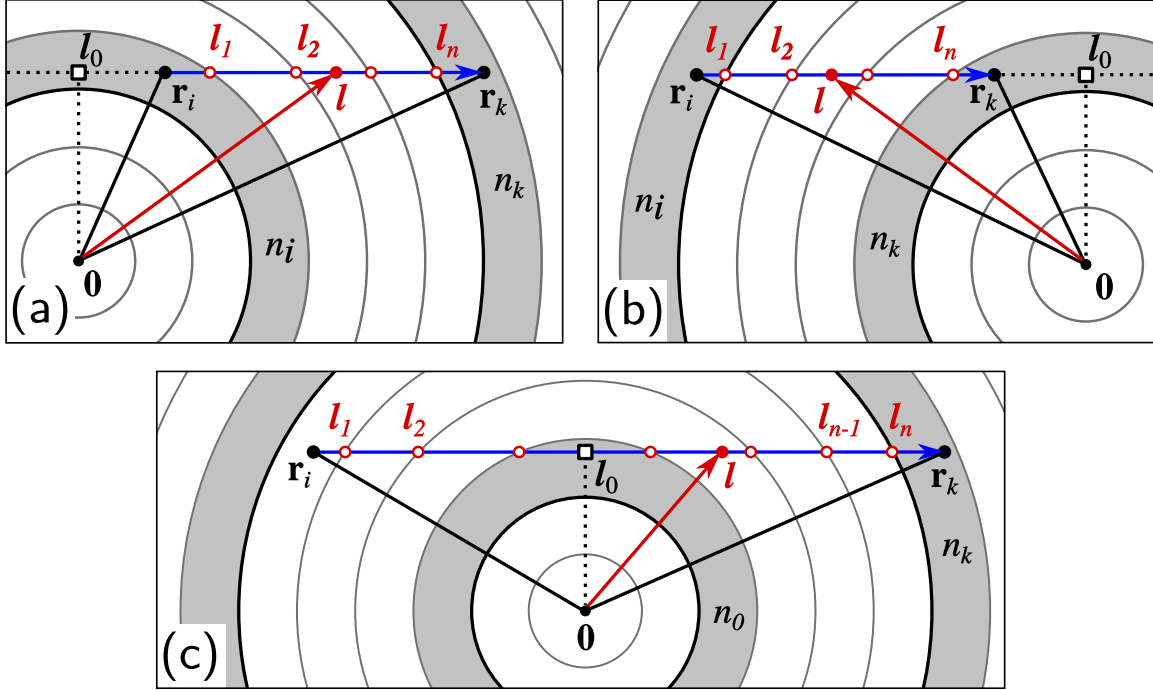 l₀ l₁ l₂ lₙ
rᵢ l rₖ
nₖ
nᵢ
0
(a)
l₁ l₂ lₙ l₀
rᵢ l rₖ
nᵢ nₖ
0
(b)
l₁ l₂ lₙ₋₁ lₙ
rᵢ l₀ l rₖ
nₖ
n₀
0
(c)